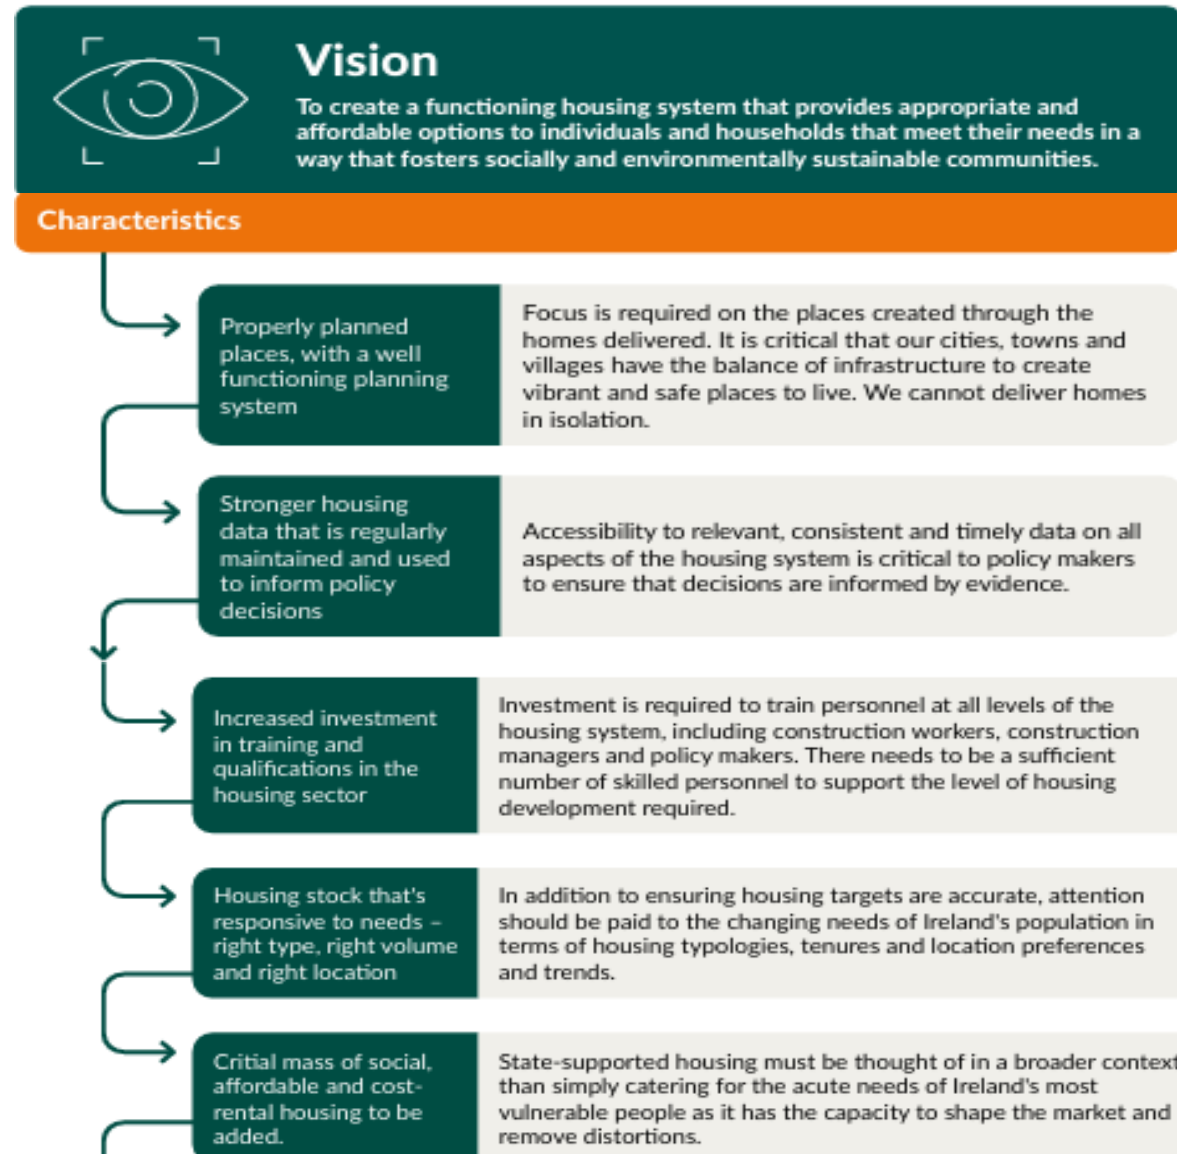 Vision
To create a functioning housing system that provides appropriate and
affordable options to individuals and households that meet their needs in a
way that fosters socially and environmentally sustainable communities.
Characteristics
Properly planned
places, with a well
functioning planning
system
Focus is required on the places created through the
homes delivered. It is critical that our cities, towns and
villages have the balance of infrastructure to create
vibrant and safe places to live. We cannot deliver homes
in isolation.
Stronger housing
data that is regularly
maintained and used
to inform policy
decisions
Accessibility to relevant, consistent and timely data on all
aspects of the housing system is critical to policy makers
to ensure that decisions are informed by evidence.
Increased investment
in training and
qualifications in the
housing sector
Investment is required to train personnel at all levels of the
housing system, including construction workers, construction
managers and policy makers. There needs to be a sufficient
number of skilled personnel to support the level of housing
development required.
Housing stock that's
responsive to needs –
right type, right volume
and right location
In addition to ensuring housing targets are accurate, attention
should be paid to the changing needs of Ireland's population in
terms of housing typologies, tenures and location preferences
and trends.
Critial mass of social,
affordable and cost-
rental housing to be
added.
State-supported housing must be thought of in a broader context
than simply catering for the acute needs of Ireland's most
vulnerable people as it has the capacity to shape the market and
remove distortions.